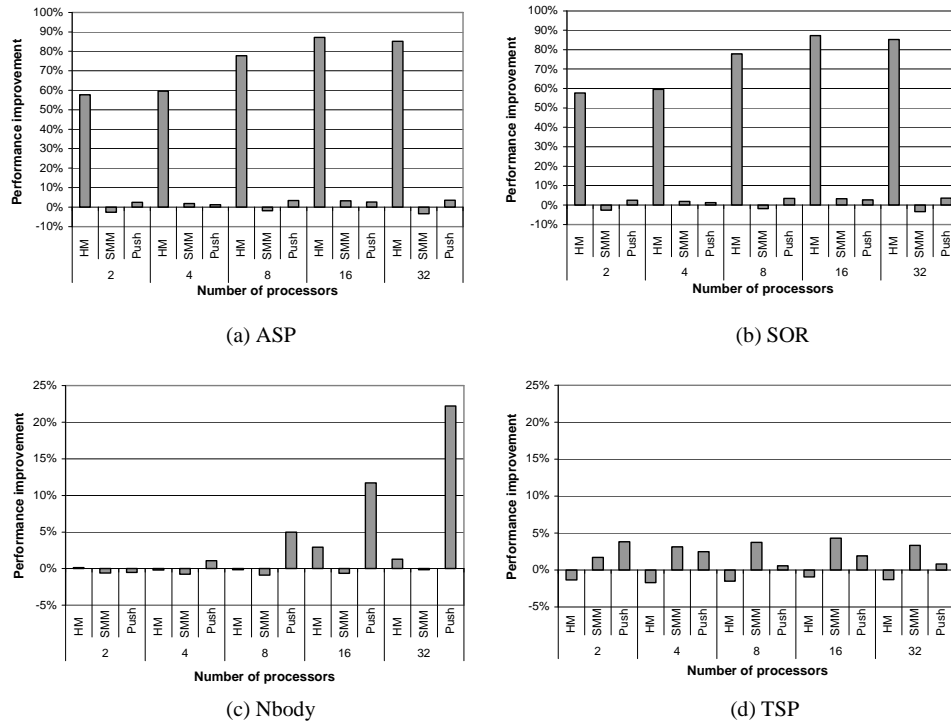 100%
90%
80%
70%
60%
50%
40%
30%
20%
10%
0%
-10%
Performance improvement
HM SMM Push HM SMM Push HM SMM Push HM SMM Push HM SMM Push
2 4 8 16 32
Number of processors
(a) ASP
100%
90%
80%
70%
60%
50%
40%
30%
20%
10%
0%
-10%
Performance improvement
HM SMM Push HM SMM Push HM SMM Push HM SMM Push HM SMM Push
2 4 8 16 32
Number of processors
(b) SOR
25%
20%
15%
10%
5%
0%
-5%
Performance improvement
HM SMM Push HM SMM Push HM SMM Push HM SMM Push HM SMM Push
2 4 8 16 32
Number of processors
(c) Nbody
25%
20%
15%
10%
5%
0%
-5%
Performance improvement
HM SMM Push HM SMM Push HM SMM Push HM SMM Push HM SMM Push
2 4 8 16 32
Number of processors
(d) TSP